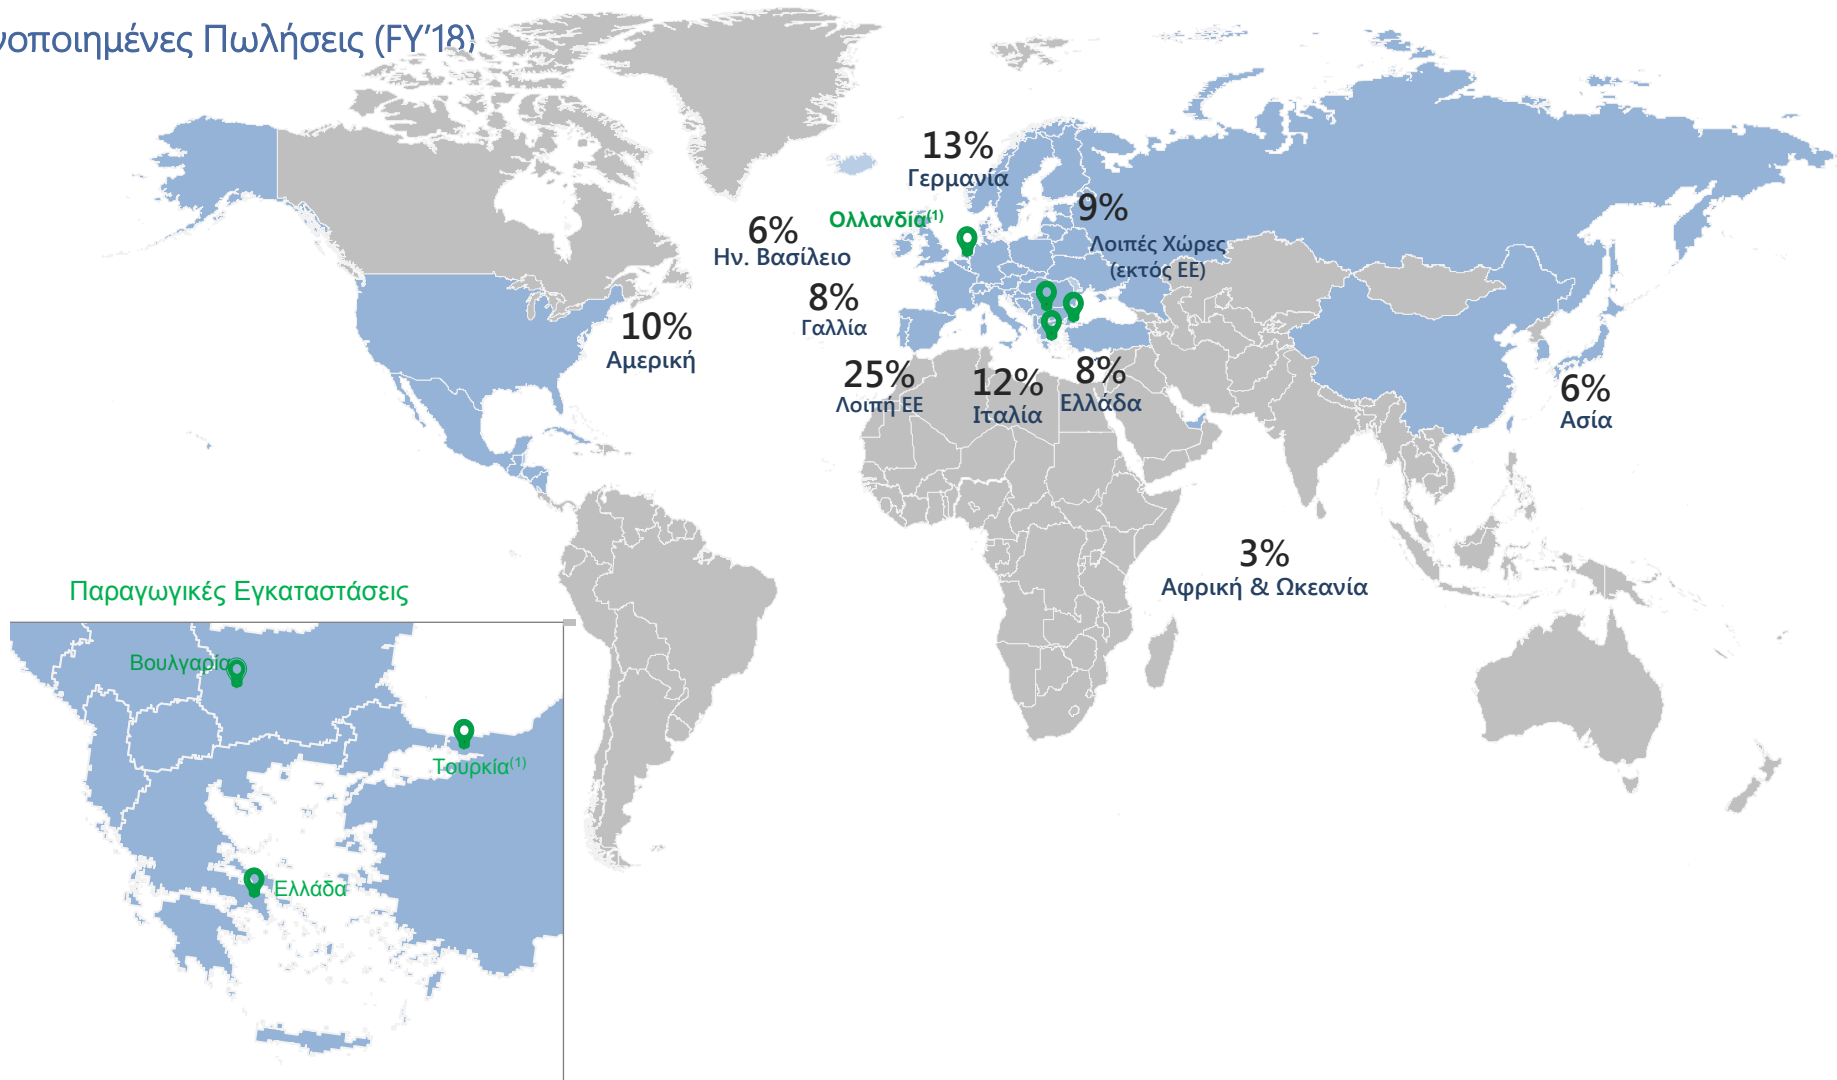 νοποιημένες Πωλήσεις (FY'18)
13%
Γερμανία
9%
Λοιπές Χώρες
(εκτός ΕΕ)
Ολλανδία(1)
6%
Ην. Βασίλειο
8%
Γαλλία
10%
Αμερική
25%
Λοιπή ΕΕ
12%
Ιταλία
8%
Ελλάδα
6%
Ασία
3%
Αφρική & Ωκεανία
Παραγωγικές Εγκαταστάσεις
Βουλγαρία
Τουρκία(1)
Ελλάδα